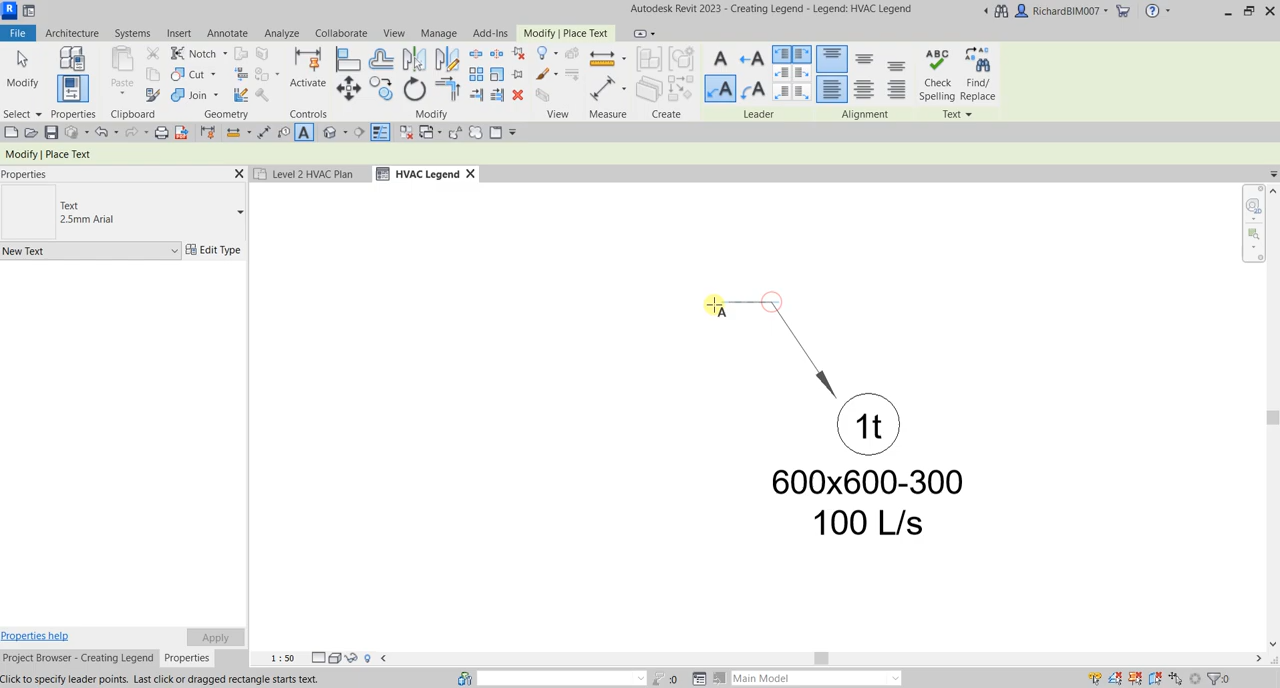 Autodesk Revit 2023 - Creating Legend - Legend: HVAC Legend
RichardBIM007
File Architecture Systems Insert Annotate Analyze Collaborate View Manage Add-Ins Modify | Place Text
Modify
Paste
Notch
Cut
Join
Activate
A
A
A
A
ABC
Check
Spelling
Find/
Replace
Select Properties Clipboard Geometry Controls Modify View Measure Create Leader Alignment Text
A
Modify | Place Text
Properties
Level 2 HVAC Plan
HVAC Legend
Text
2.5mm Arial
New Text
Edit Type
A
1t
600x600-300
100 L/s
Properties help
Apply
1 : 50
Project Browser - Creating Legend
Properties
Click to specify leader points. Last click or dragged rectangle starts text.
:0
Main Model
:0